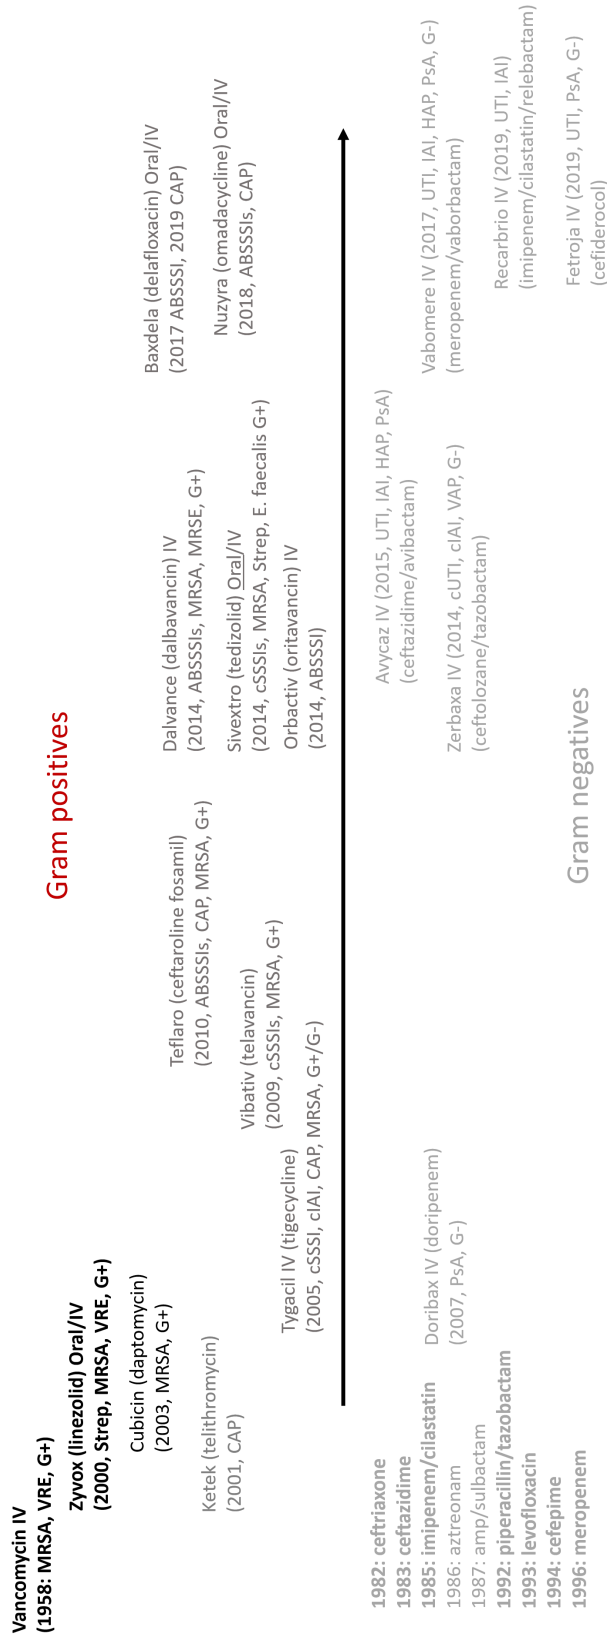 Gram positives
Vancomycin IV
(1958: MRSA, VRE, G+)
Zyvox (linezolid) Oral/IV
(2000, Strep, MRSA, VRE, G+)
Cubicin (daptomycin)
(2003, MRSA, G+)
Ketek (telithromycin)
(2001, CAP)
Tygacil IV (tigecycline)
(2005, cSSSI, cIAI, CAP, MRSA, G+/G-)
Vibativ (telavancin)
(2009, cSSSIs, MRSA, G+)
Teflaro (ceftaroline fosamil)
(2010, ABSSSIs, CAP, MRSA, G+)
Dalvance (dalbavancin) IV
(2014, ABSSSIs, MRSA, MRSE, G+)
Sivextro (tedizolid) Oral/IV
(2014, cSSSIs, MRSA, Strep, E. faecalis G+)
Orbactiv (oritavancin) IV
(2014, ABSSSI)
Baxdela (delafloxacin) Oral/IV
(2017 ABSSSI, 2019 CAP)
Nuzyra (omadacycline) Oral/IV
(2018, ABSSSIs, CAP)
1982: ceftriaxone
1983: ceftazidime
1985: imipenem/cilastatin
1986: aztreonam
1987: amp/sulbactam
1992: piperacillin/tazobactam
1993: levofloxacin
1994: cefepime
1996: meropenem
Doribax IV (doripenem)
(2007, PsA, G-)
Avycaz IV (2015, UTI, IAI, HAP, PsA)
(ceftazidime/avibactam)
Zerbaxa IV (2014, cUTI, cIAI, VAP, G-)
(ceftolozane/tazobactam)
Vabomere IV (2017, UTI, IAI, HAP, PsA, G-)
(meropenem/vaborbactam)
Recarbrio IV (2019, UTI, IAI)
(imipenem/cilastatin/relebactam)
Fetroja IV (2019, UTI, PsA, G-)
(cefiderocol)
Gram negatives